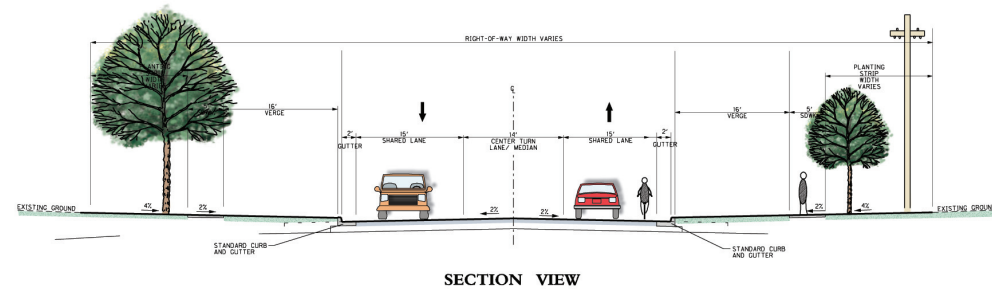 RIGHT-OF-WAY WIDTH VARIES
PLANTING
STRIP
WIDTH
VARIES
16'
VERGE
2'
GUTTER
15'
SHARED LANE
14'
CENTER TURN
LANE/ MEDIAN
15'
SHARED LANE
2'
GUTTER
16'
VERGE
5'
EXISTING GROUND
4%
2%
2%
2%
2%
4%
EXISTING GROUND
STANDARD CURB
AND GUTTER
STANDARD CURB
AND GUTTER
SECTION VIEW